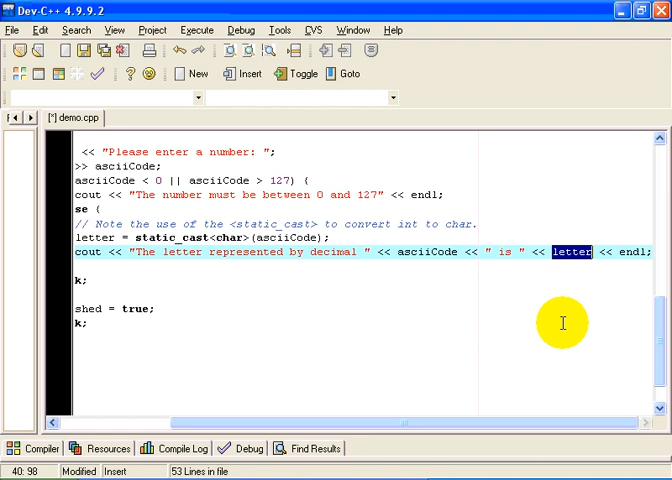 Dev-C++ 4.9.9.2
File Edit Search View Project Execute Debug Tools CVS Window Help
New Insert Toggle Goto
[*] demo.cpp
<< "Please enter a number: ";
>> asciiCode;
asciiCode < 0 || asciiCode > 127) {
cout << "The number must be between 0 and 127" << endl;
se {
// Note the use of the <static_cast> to convert int to char.
letter = static_cast<char>(asciiCode);
cout << "The letter represented by decimal " << asciiCode << " is " << letter << endl;
k;
shed = true;
k;
Compiler Resources Compile Log Debug Find Results
40: 98 Modified Insert 53 Lines in file